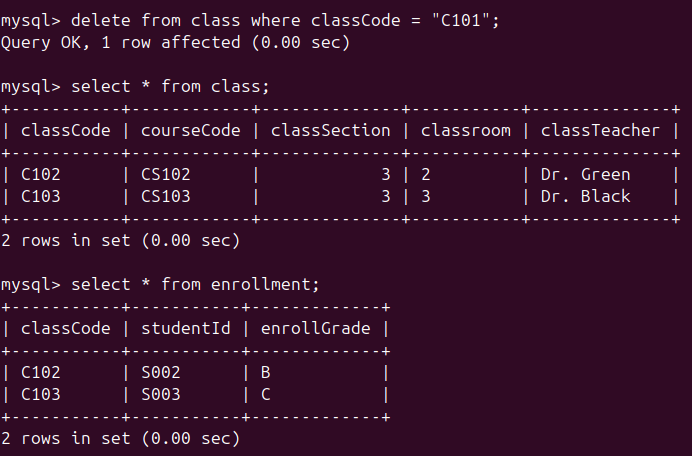 mysql> delete from class where classCode = "C101";
Query OK, 1 row affected (0.00 sec)
mysql> select * from class;
+-----------+------------+--------------+-----------+--------------+
| classCode | courseCode | classSection | classroom | classTeacher |
+-----------+------------+--------------+-----------+--------------+
| C102      | CS102      |            3 | 2         | Dr. Green    |
| C103      | CS103      |            3 | 3         | Dr. Black    |
+-----------+------------+--------------+-----------+--------------+
2 rows in set (0.00 sec)
mysql> select * from enrollment;
+-----------+-----------+-------------+
| classCode | studentId | enrollGrade |
+-----------+-----------+-------------+
| C102      | S002      | B           |
| C103      | S003      | C           |
+-----------+-----------+-------------+
2 rows in set (0.00 sec)